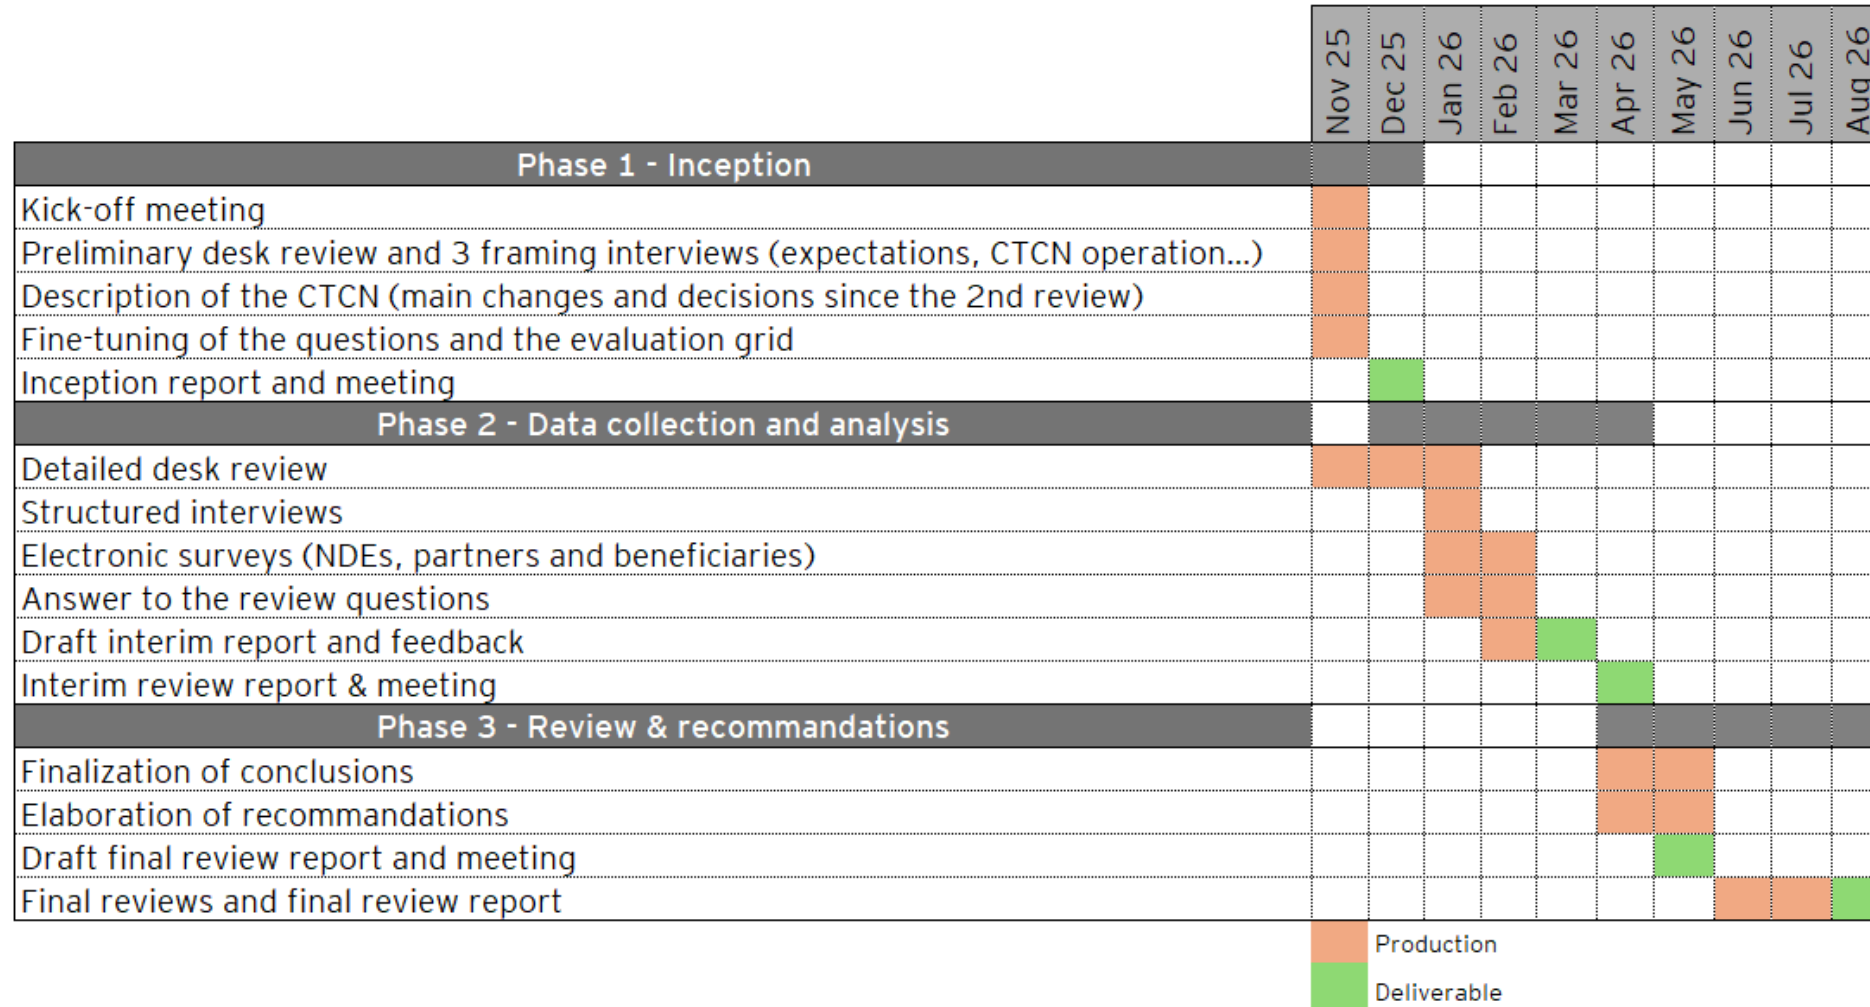 Nov 25
Dec 25
Jan 26
Feb 26
Mar 26
Apr 26
May 26
Jun 26
Jul 26
Aug 26
Phase 1 - Inception
Kick-off meeting
Preliminary desk review and 3 framing interviews (expectations, CTCN operation...)
Description of the CTCN (main changes and decisions since the 2nd review)
Fine-tuning of the questions and the evaluation grid
Inception report and meeting
Phase 2 - Data collection and analysis
Detailed desk review
Structured interviews
Electronic surveys (NDEs, partners and beneficiaries)
Answer to the review questions
Draft interim report and feedback
Interim review report & meeting
Phase 3 - Review & recommandations
Finalization of conclusions
Elaboration of recommandations
Draft final review report and meeting
Final reviews and final review report
Production
Deliverable